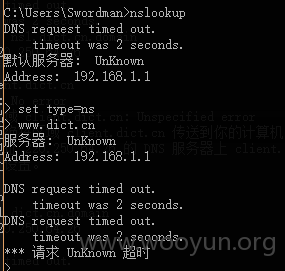 C:\Users\Swordman>nslookup
DNS request timed out.
timeout was 2 seconds.
默认服务器: UnKnown
Address: 192.168.1.1
> set type=ns
> www.dict.cn
服务器: UnKnown
Address: 192.168.1.1
DNS request timed out.
timeout was 2 seconds.
DNS request timed out.
timeout was 2 seconds.
*** 请求 UnKnown 超时
>
www.wooyun.org